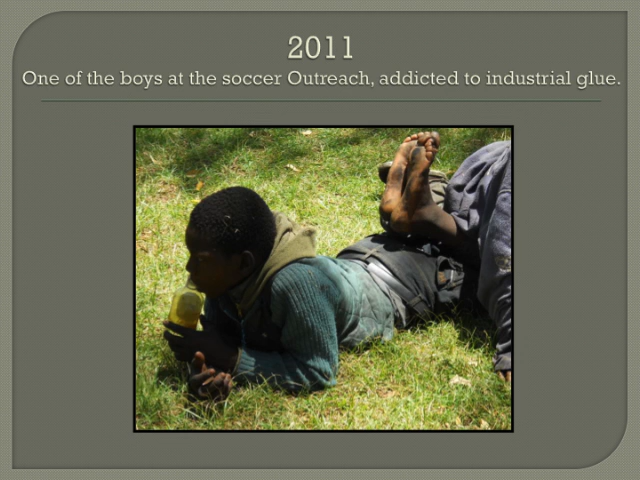 2011
One of the boys at the soccer Outreach, addicted to industrial glue.